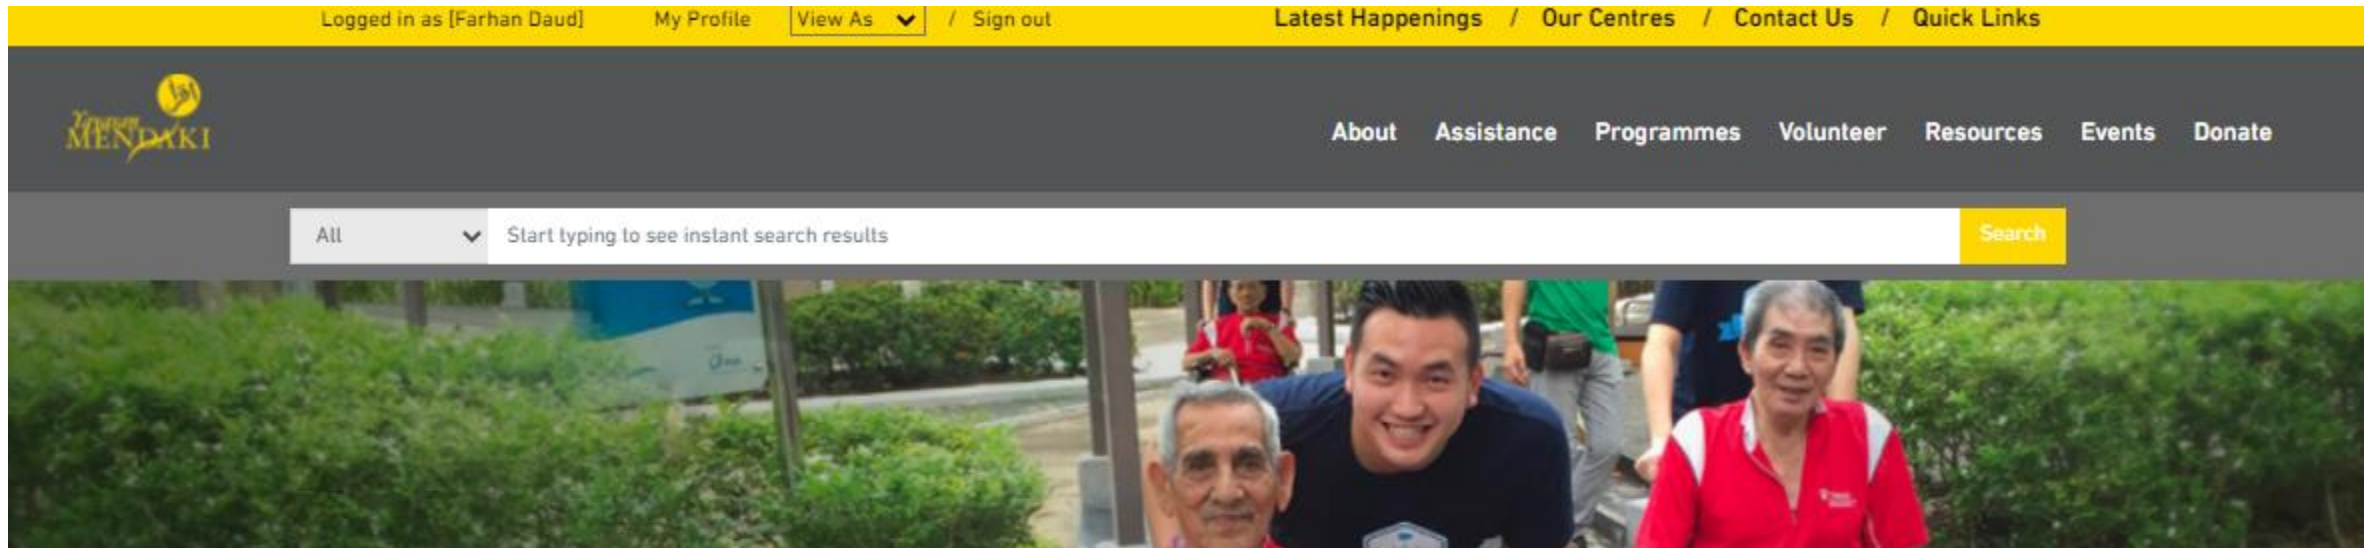 Logged in as [Farhan Daud] My Profile View As / Sign out Latest Happenings / Our Centres / Contact Us / Quick Links
Yayasan
MENDAKI
About Assistance Programmes Volunteer Resources Events Donate
All Start typing to see instant search results Search